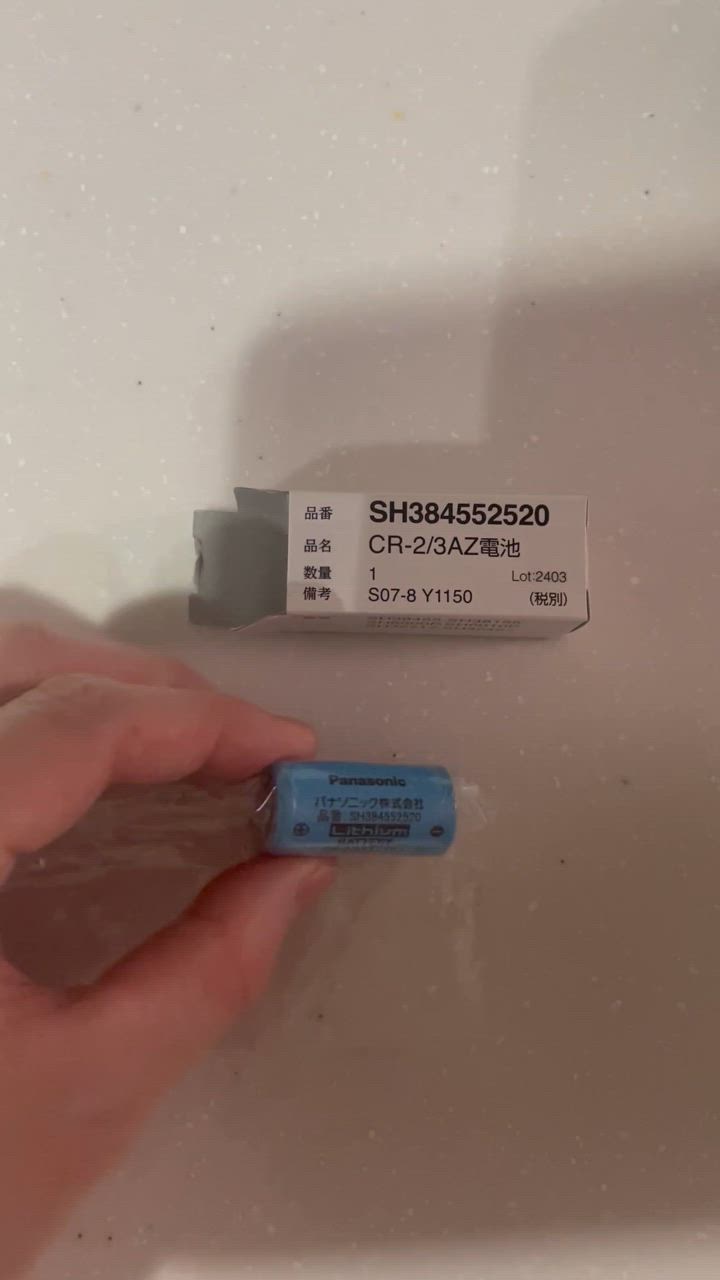 品番 SH384552520
品名 CR-2/3AZ電池
数量 1 Lot:2403
備考 S07-8 Y1150 (税別)
Panasonic
パナソニック株式会社
品番 SH384552520
⊕ Lithium ⊖